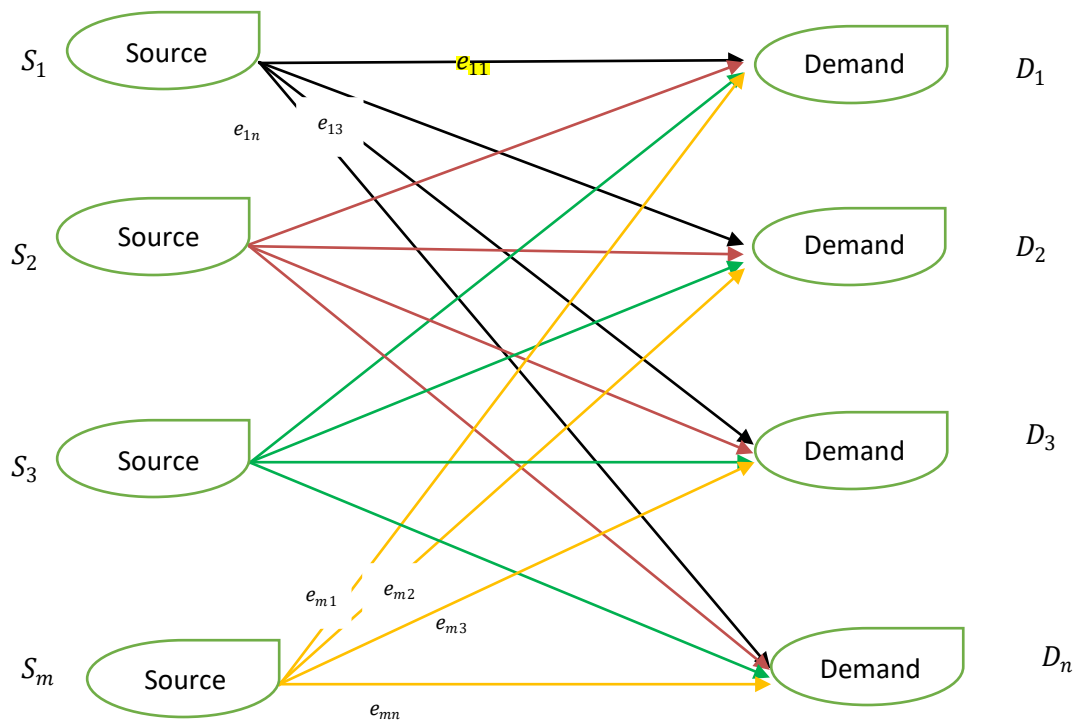 S₁ Source e₁₁ Demand D₁
e₁ₙ e₁₃
S₂ Source Demand D₂
S₃ Source Demand D₃
eₘ₁ eₘ₂ eₘ₃
Sₘ Source Demand Dₙ
eₘₙ